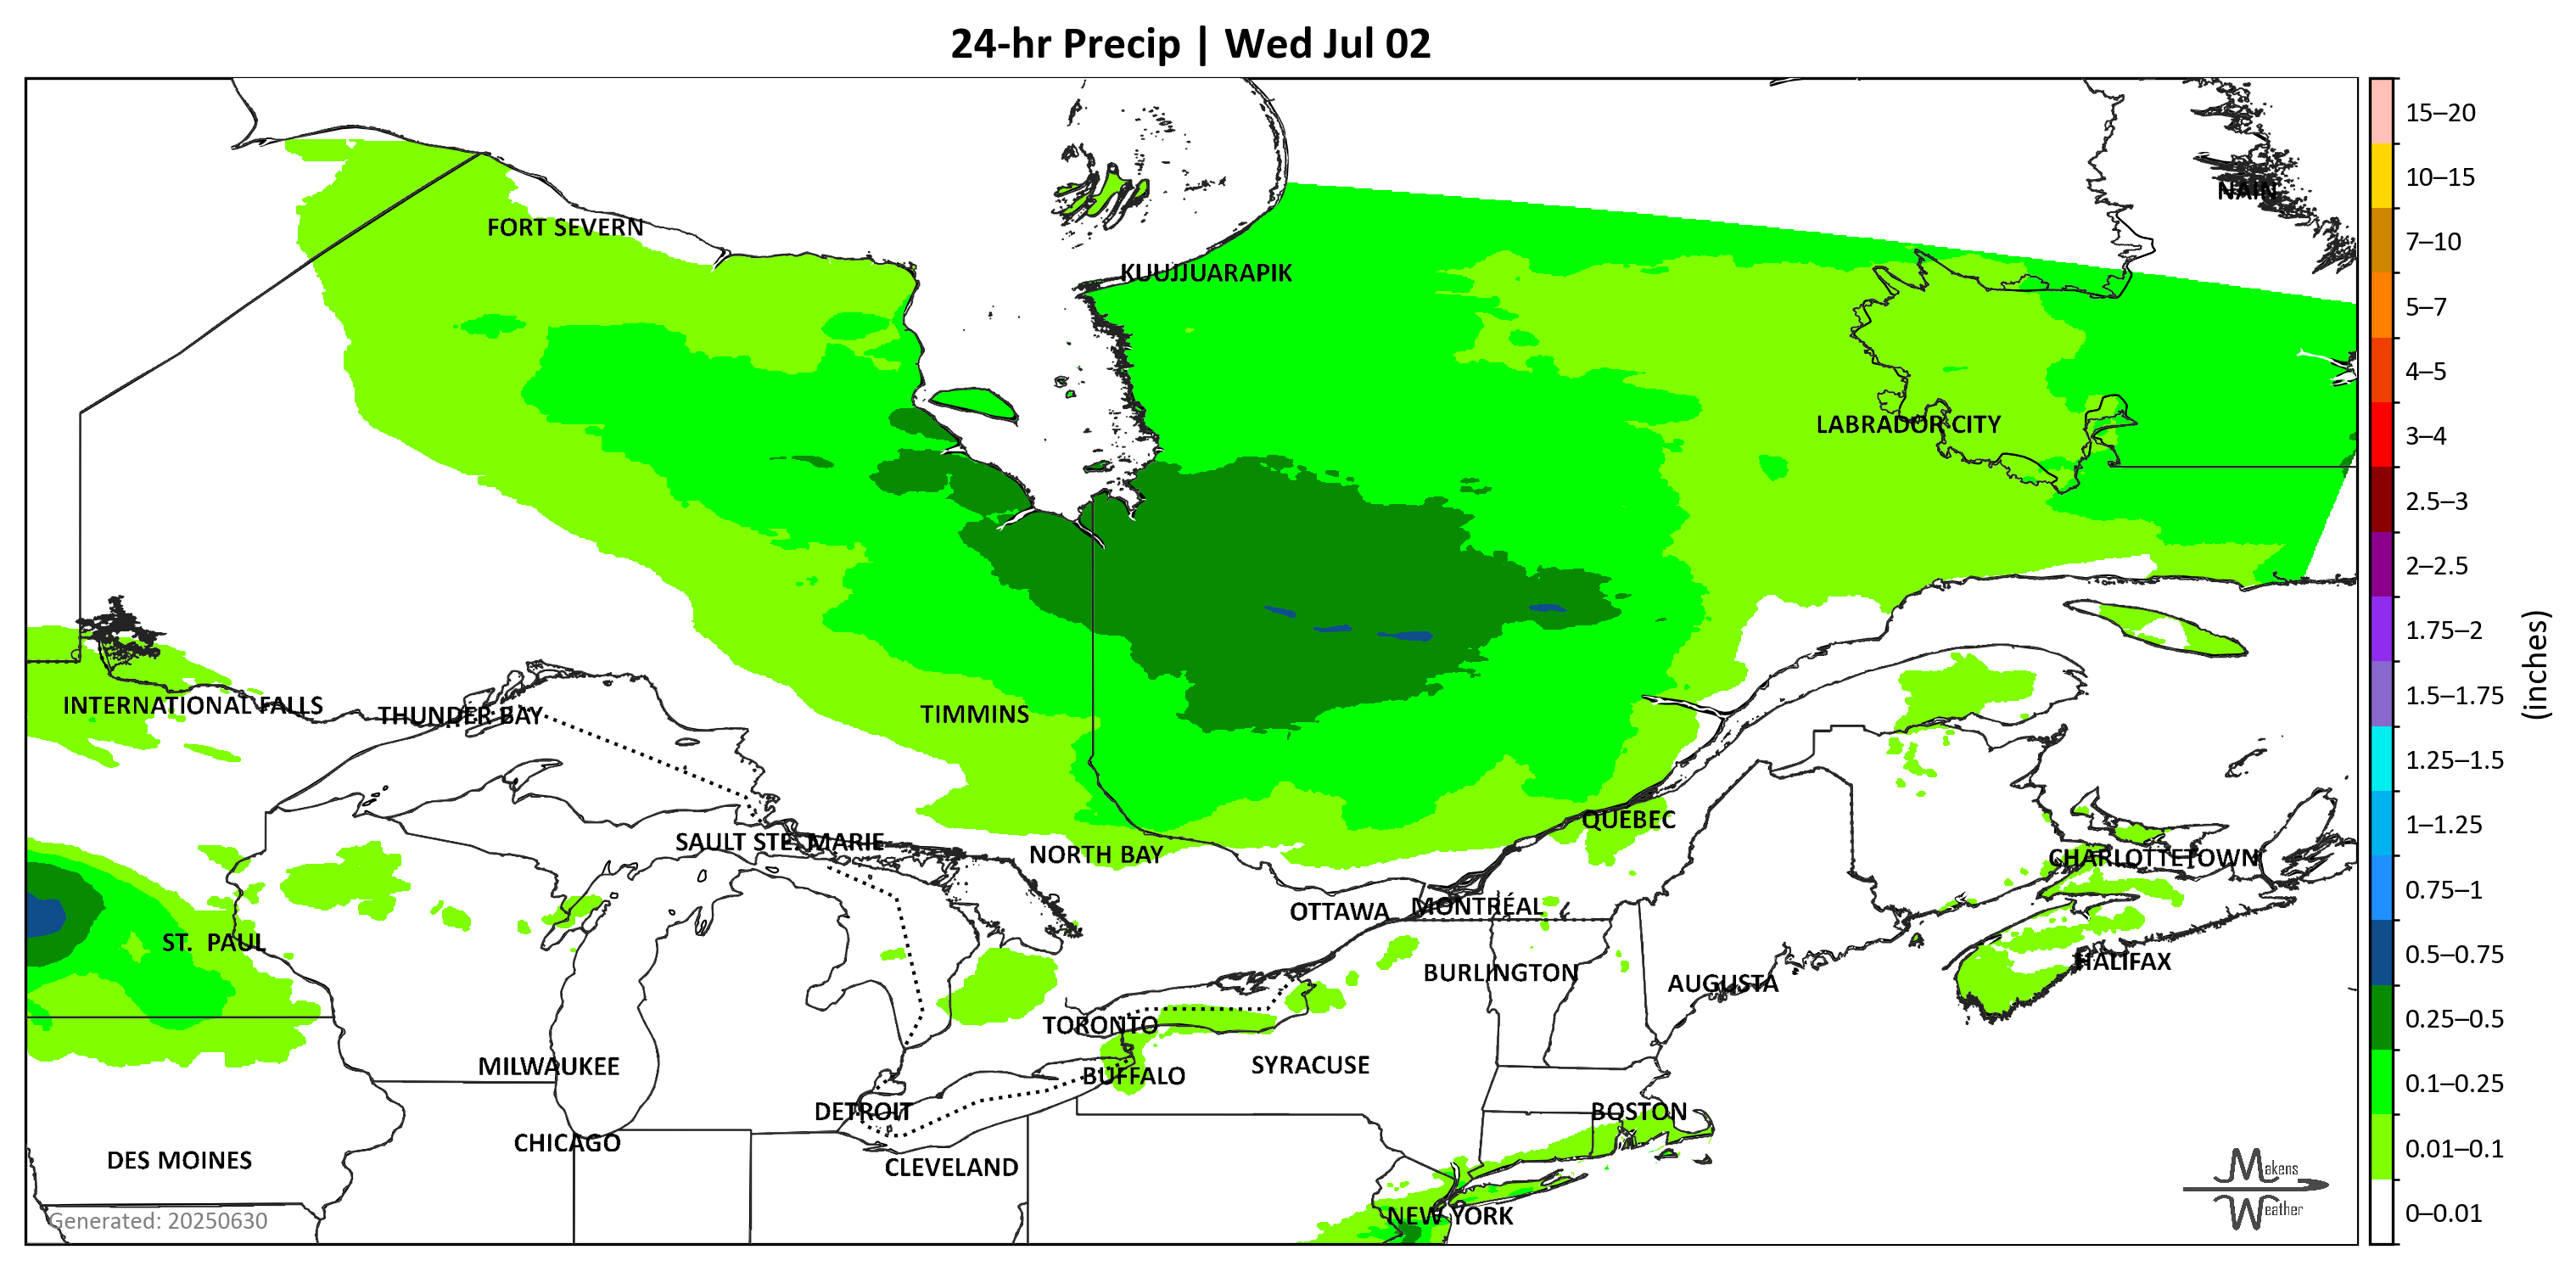 24-hr Precip | Wed Jul 02
15–20
NAIN
10–15
FORT SEVERN
7–10
KUUJJUARAPIK
5–7
4–5
LABRADOR CITY
3–4
2.5–3
2–2.5
1.75–2
(inches)
INTERNATIONAL FALLS
THUNDER BAY
TIMMINS
1.5–1.75
1.25–1.5
QUEBEC
1–1.25
SAULT STE. MARIE
NORTH BAY
CHARLOTTETOWN
0.75–1
OTTAWA
MONTRÉAL
ST. PAUL
BURLINGTON
AUGUSTA
HALIFAX
0.5–0.75
TORONTO
0.25–0.5
MILWAUKEE
BUFFALO
SYRACUSE
0.1–0.25
DETROIT
BOSTON
CHICAGO
DES MOINES
CLEVELAND
0.01–0.1
Makens
Weather
Generated: 20250630
NEW YORK
0–0.01